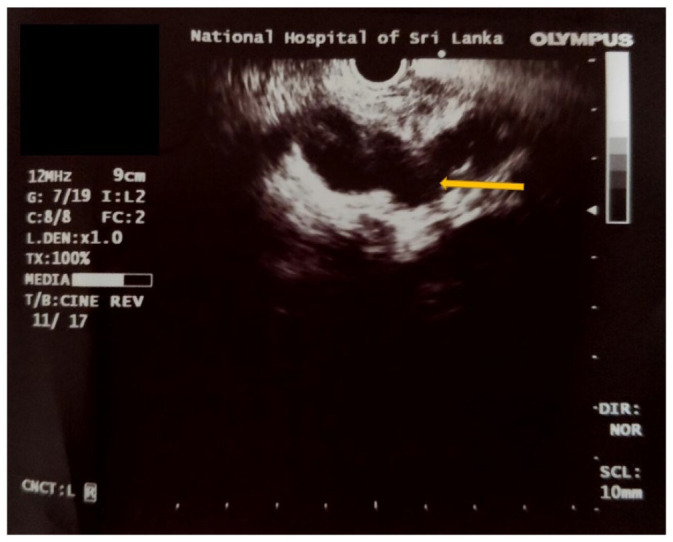 National Hospital of Sri Lanka OLYMPUS
12MHz 9cm
G: 7/19 I:L2
C:8/8 FC:2
L.DEN:x1.0
TX:100%
MEDIA
T/B:CINE REV
11/ 17
-DIR:
NOR
SCL:
10mm
CNCT:L R